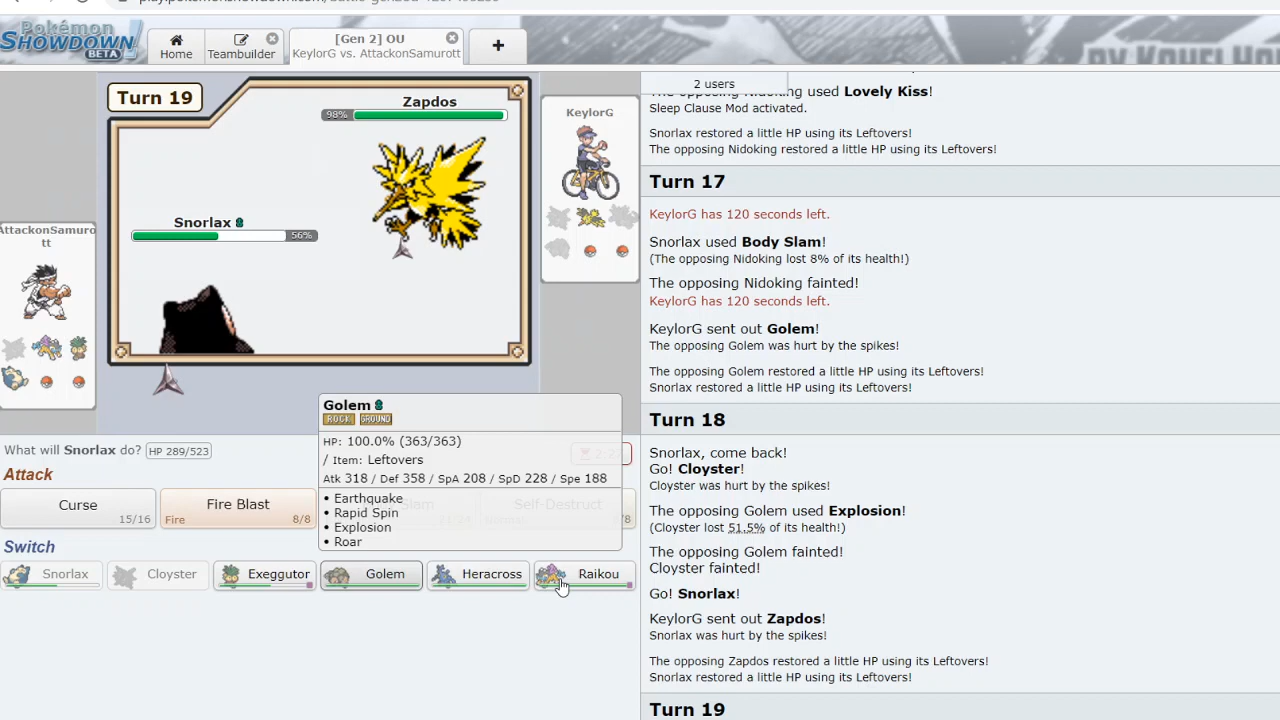 Pokémon
SHOWDOWN
BETA
Home
Teambuilder
[Gen 2] OU
KeylorG vs. AttackonSamurott
+
Turn 19
Zapdos
98%
Snorlax
56%
KeylorG
AttackonSamuro
tt
2 users
Sleep Clause Mod activated.
Snorlax restored a little HP using its Leftovers!
The opposing Nidoking restored a little HP using its Leftovers!
Turn 17
KeylorG has 120 seconds left.
Snorlax used Body Slam!
(The opposing Nidoking lost 8% of its health!)
The opposing Nidoking fainted!
KeylorG has 120 seconds left.
KeylorG sent out Golem!
The opposing Golem was hurt by the spikes!
The opposing Golem restored a little HP using its Leftovers!
Snorlax restored a little HP using its Leftovers!
Turn 18
Snorlax, come back!
Go! Cloyster!
Cloyster was hurt by the spikes!
The opposing Golem used Explosion!
(Cloyster lost 51.5% of its health!)
The opposing Golem fainted!
Cloyster fainted!
Go! Snorlax!
KeylorG sent out Zapdos!
Snorlax was hurt by the spikes!
The opposing Zapdos restored a little HP using its Leftovers!
Snorlax restored a little HP using its Leftovers!
Turn 19
Golem
ROCK GROUND
HP: 100.0% (363/363)
/ Item: Leftovers
Atk 318 / Def 358 / SpA 208 / SpD 228 / Spe 188
• Earthquake
• Rapid Spin
• Explosion
• Roar
What will Snorlax do? HP 289/523
Attack
Curse
15/16
Fire Blast
Fire 8/8
Self-Destruct
Switch
Snorlax
Cloyster
Exeggutor
Golem
Heracross
Raikou